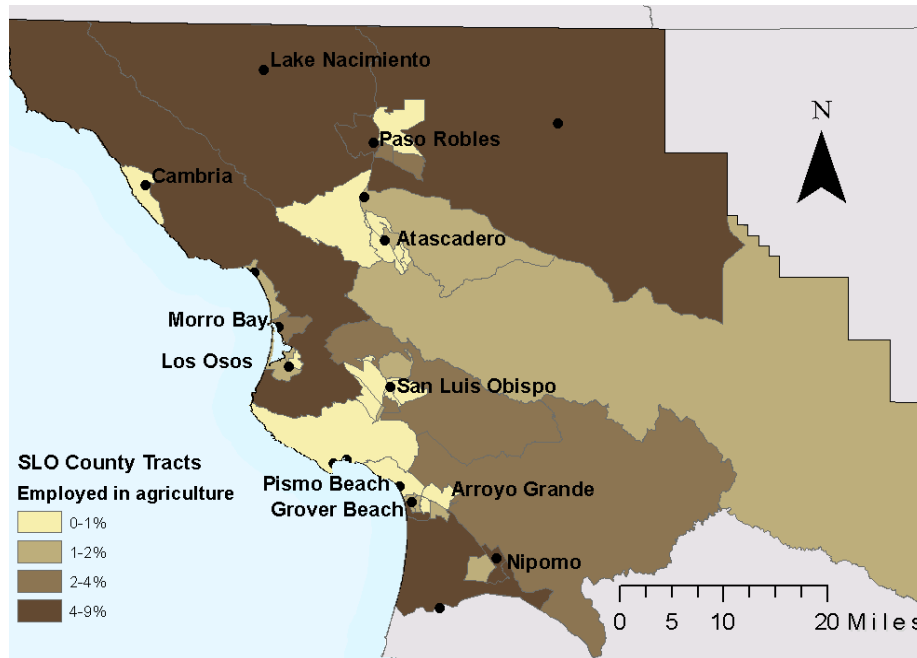 Lake Nacimiento
N
Paso Robles
Cambria
Atascadero
Morro Bay
Los Osos
San Luis Obispo
SLO County Tracts
Pismo Beach
Arroyo Grande
Employed in agriculture
Grover Beach
0-1%
1-2%
Nipomo
2-4%
4-9%
0 5 10 20 Miles